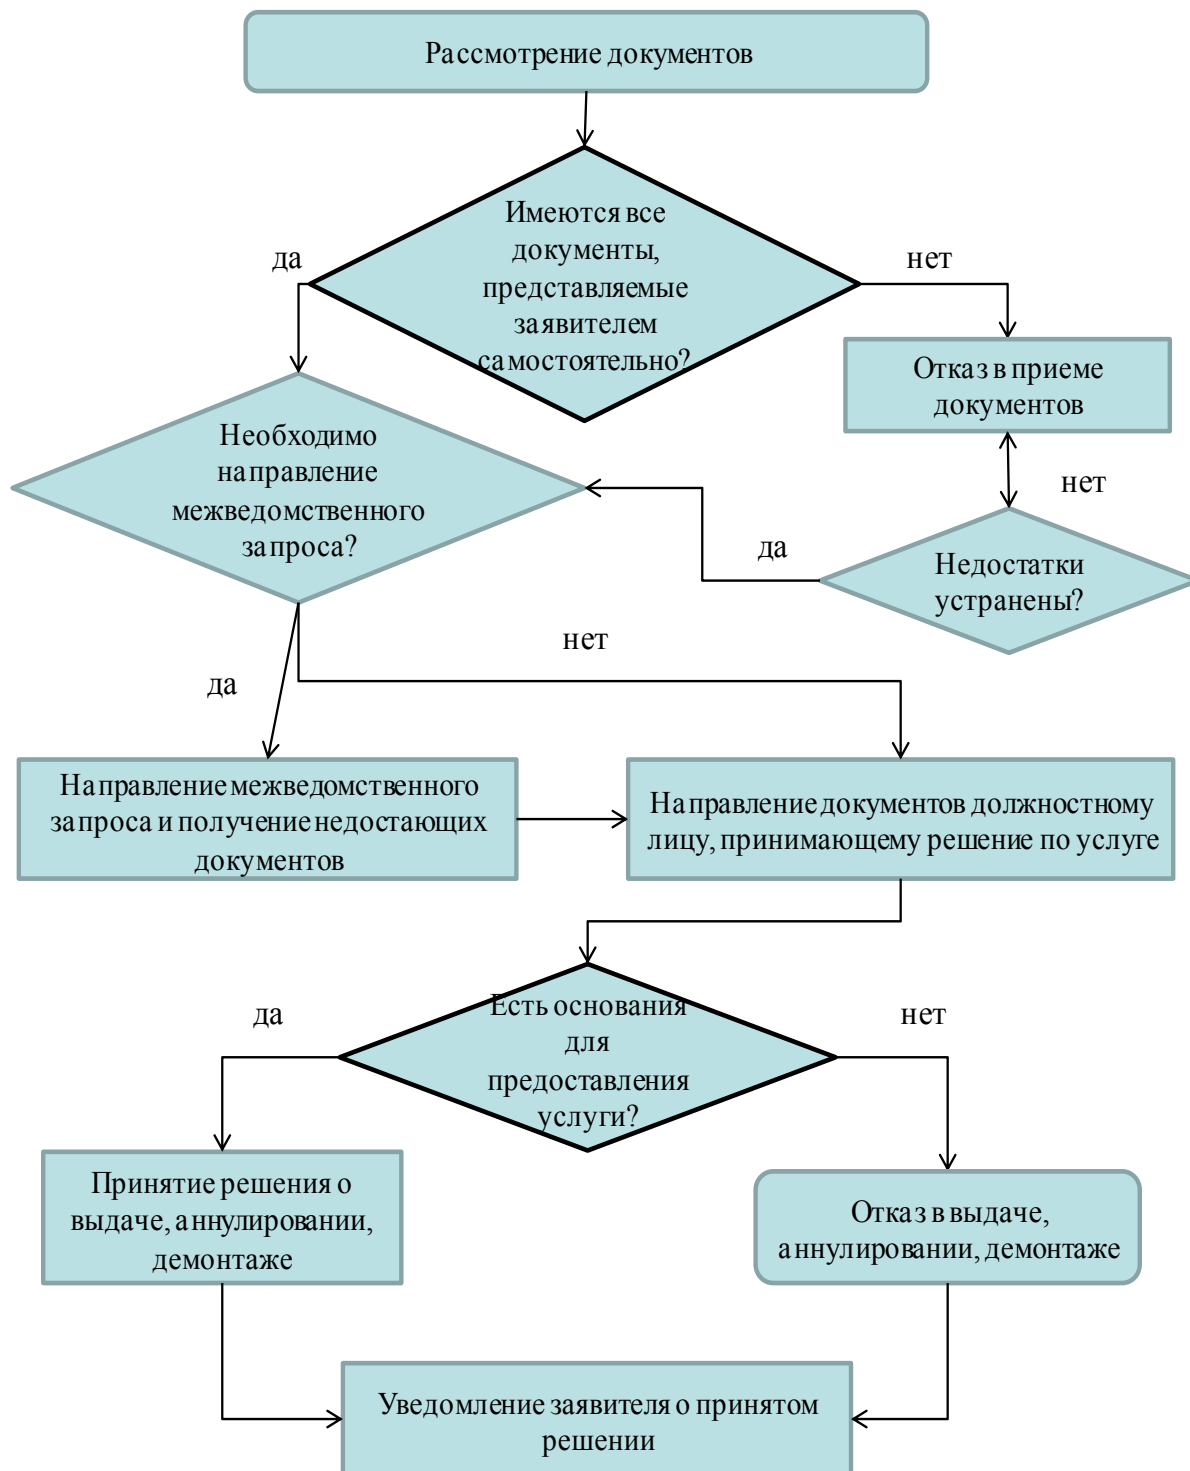 Рассмотрение документов
Имеются все
документы,
представляемые
заявителем
самостоятельно?
да
нет
Отказ в приеме
документов
Необходимо
направление
межведомственного
запроса?
нет
да
Недостатки
устранены?
нет
да
Направление межведомственного
запроса и получение недостающих
документов
Направление документов должностному
лицу, принимающему решение по услуге
Есть основания
для
предоставления
услуги?
да
нет
Принятие решения о
выдаче, аннулировании,
демонтаже
Отказ в выдаче,
аннулировании, демонтаже
Уведомление заявителя о принятом
решении